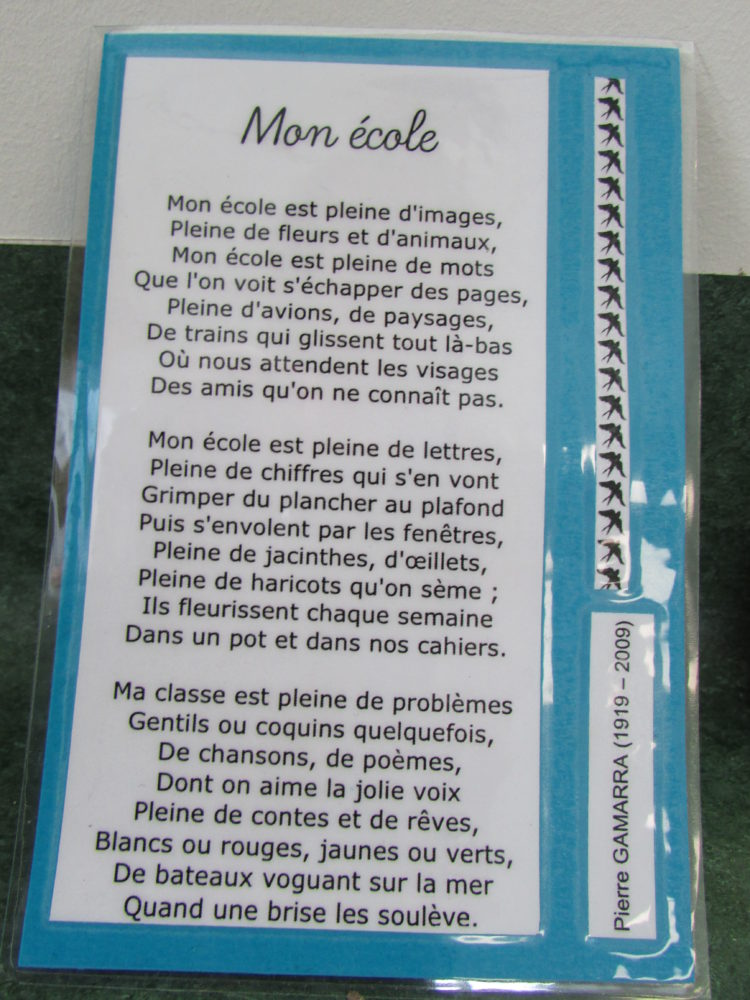 Mon école
Mon école est pleine d'images,
Pleine de fleurs et d'animaux,
Mon école est pleine de mots
Que l'on voit s'échapper des pages,
Pleine d'avions, de paysages,
De trains qui glissent tout là-bas
Où nous attendent les visages
Des amis qu'on ne connaît pas.
Mon école est pleine de lettres,
Pleine de chiffres qui s'en vont
Grimper du plancher au plafond
Puis s'envolent par les fenêtres,
Pleine de jacinthes, d'œillets,
Pleine de haricots qu'on sème ;
Ils fleurissent chaque semaine
Dans un pot et dans nos cahiers.
Ma classe est pleine de problèmes
Gentils ou coquins quelquefois,
De chansons, de poèmes,
Dont on aime la jolie voix
Pleine de contes et de rêves,
Blancs ou rouges, jaunes ou verts,
De bateaux voguant sur la mer
Quand une brise les soulève.
Pierre GAMARRA (1919 – 2009)